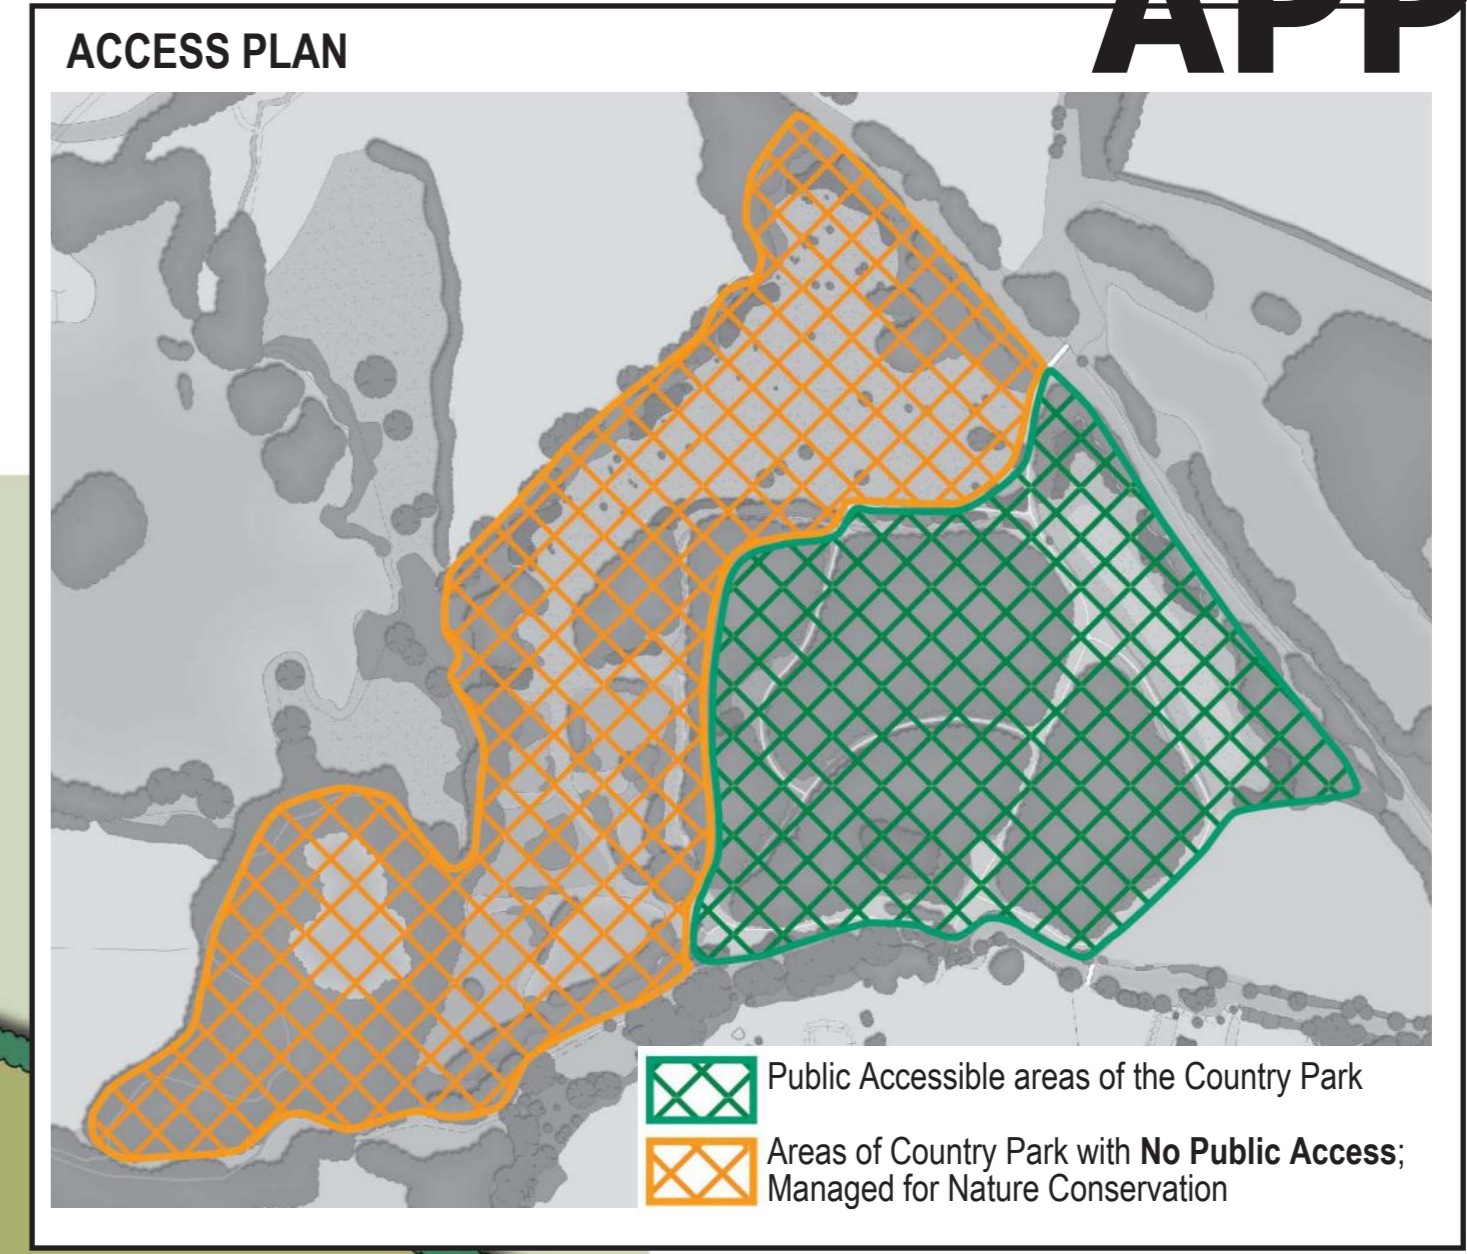 APP
ACCESS PLAN
Public Accessible areas of the Country Park
Areas of Country Park with No Public Access;
Managed for Nature Conservation